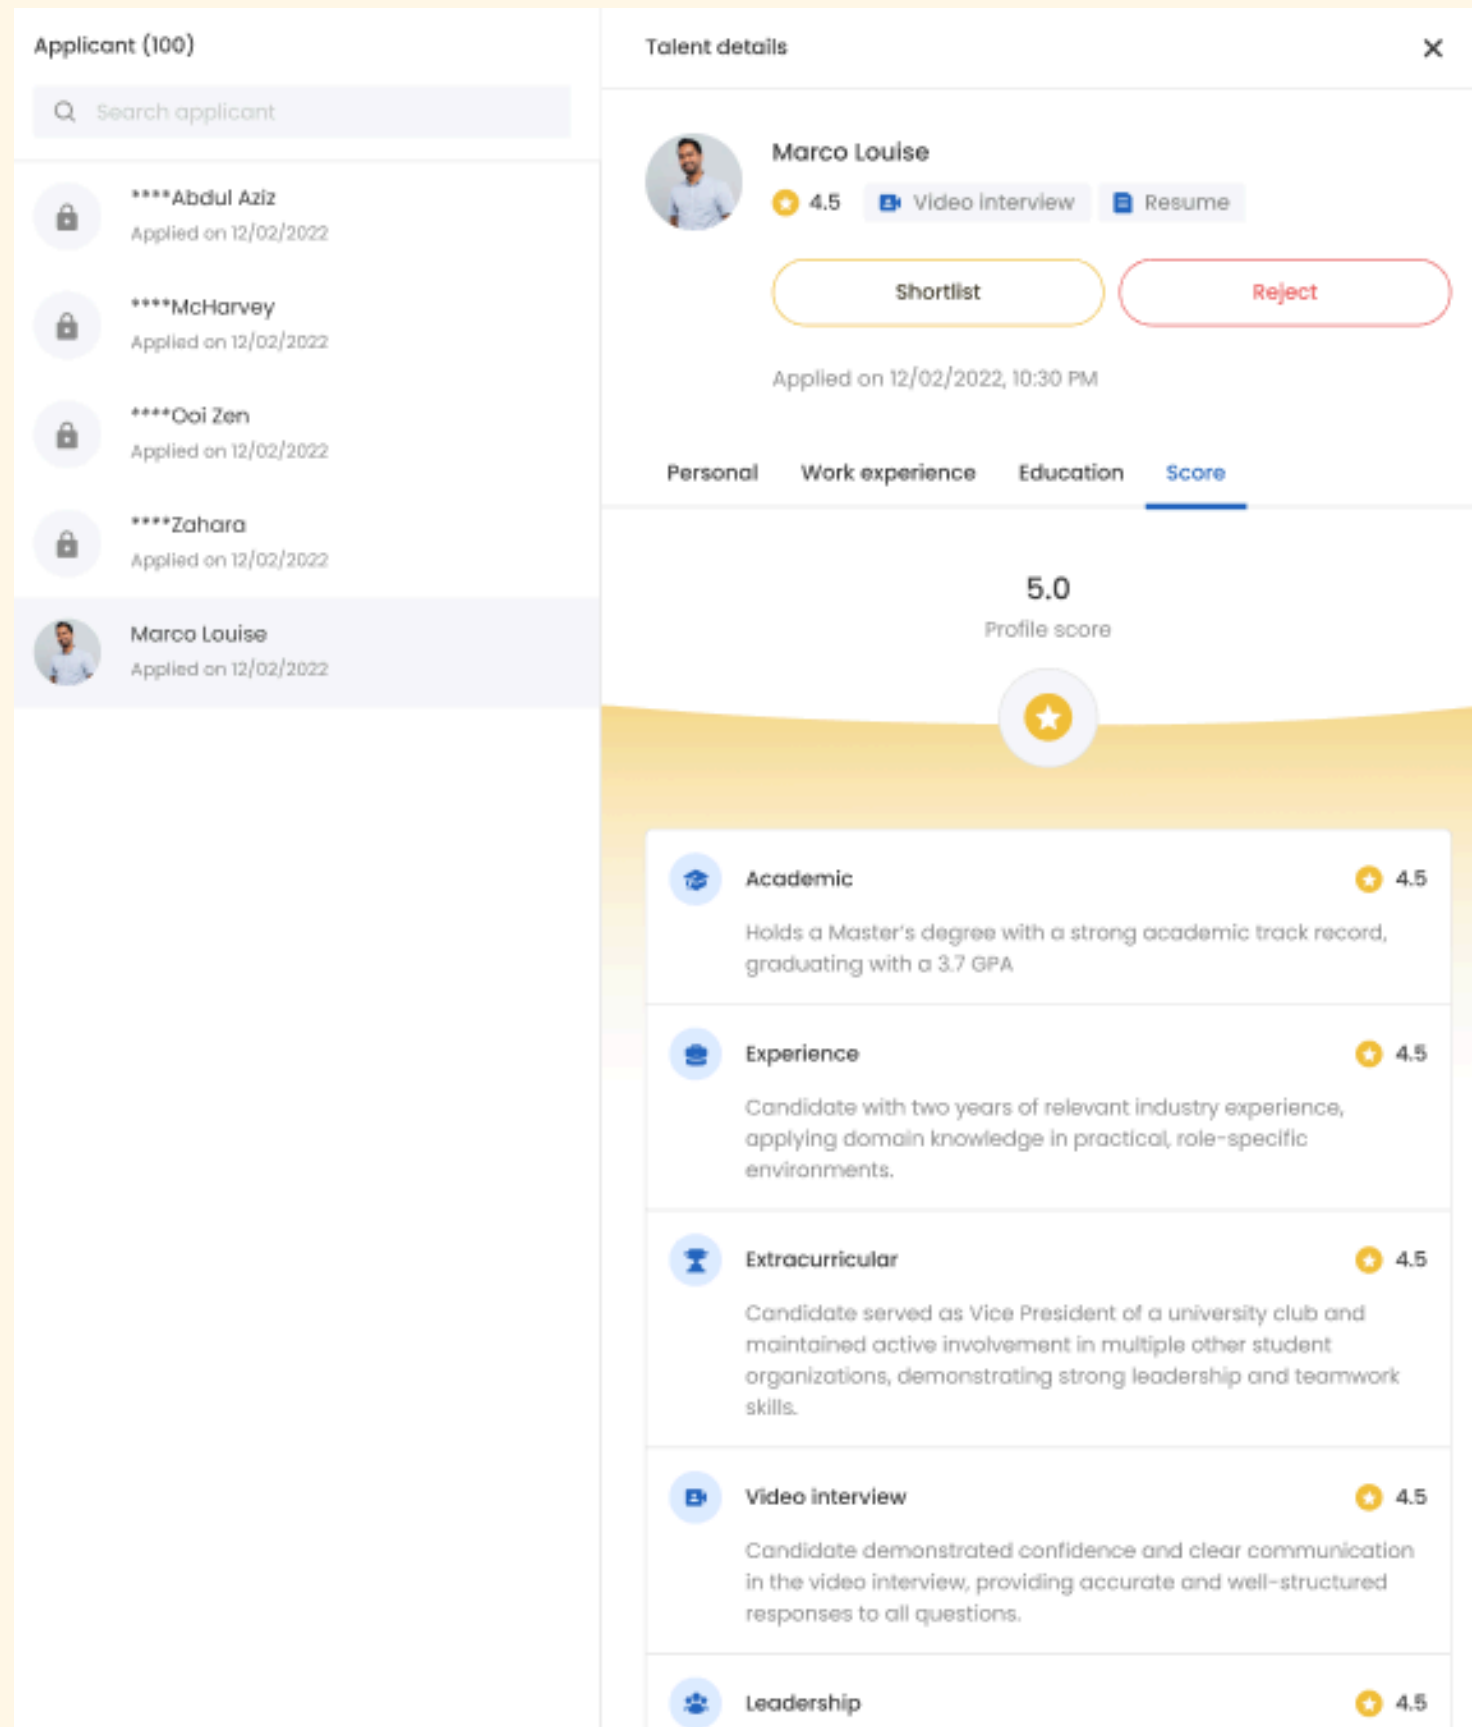 Applicant (100)
Search applicant
****Abdul Aziz
Applied on 12/02/2022
****McHarvey
Applied on 12/02/2022
****Ooi Zen
Applied on 12/02/2022
****Zahara
Applied on 12/02/2022
Marco Louise
Applied on 12/02/2022
Talent details
Marco Louise
4.5 Video interview Resume
Shortlist Reject
Applied on 12/02/2022, 10:30 PM
Personal Work experience Education Score
5.0
Profile score
Academic 4.5
Holds a Master's degree with a strong academic track record,
graduating with a 3.7 GPA
Experience 4.5
Candidate with two years of relevant industry experience,
applying domain knowledge in practical, role-specific
environments.
Extracurricular 4.5
Candidate served as Vice President of a university club and
maintained active involvement in multiple other student
organizations, demonstrating strong leadership and teamwork
skills.
Video interview 4.5
Candidate demonstrated confidence and clear communication
in the video interview, providing accurate and well-structured
responses to all questions.
Leadership 4.5